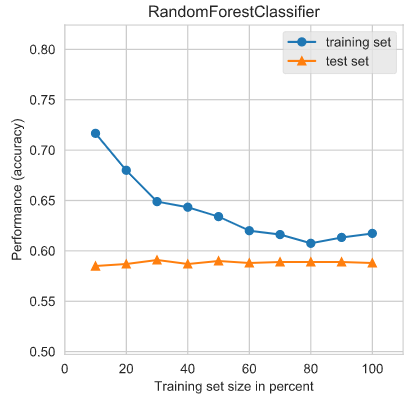 RandomForestClassifier
training set
test set
0.80
0.75
0.70
0.65
0.60
0.55
0.50
Performance (accuracy)
0 20 40 60 80 100
Training set size in percent